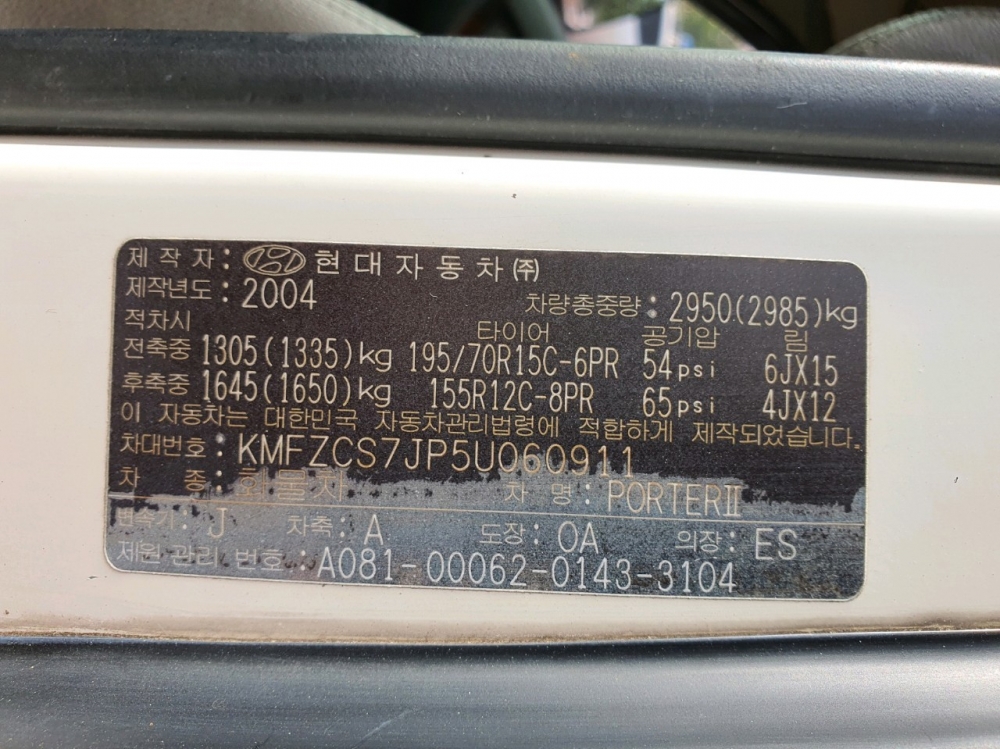 제 작 자 : 현대자동차㈜
제작년도 : 2004 차량총중량 : 2950(2985)kg
적차시 타이어 공기압 림
전축중 1305(1335)kg 195/70R15C-6PR 54psi 6JX15
후축중 1645(1650)kg 155R12C-8PR 65psi 4JX12
이 자동차는 대한민국 자동차관리법령에 적합하게 제작되었습니다.
차대번호 : KMFZCS7JP5U060911
차 종 : 화물차 차 명 : PORTERⅡ
변속기 : J 차축 : A 도장 : OA 의장 : ES
제원 관리 번호 : A081-00062-0143-3104